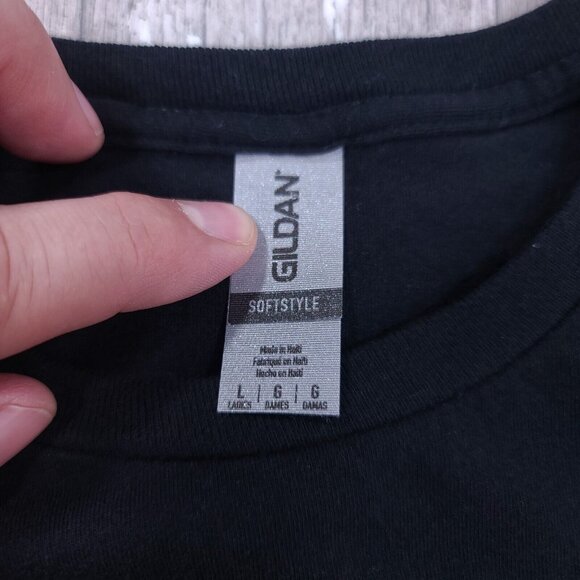 GILDAN
SOFTSTYLE
Made in Haiti
Fabriqué en Haïti
Hecho en Haití
L | G | G
LADIES | DAMES | DAMAS